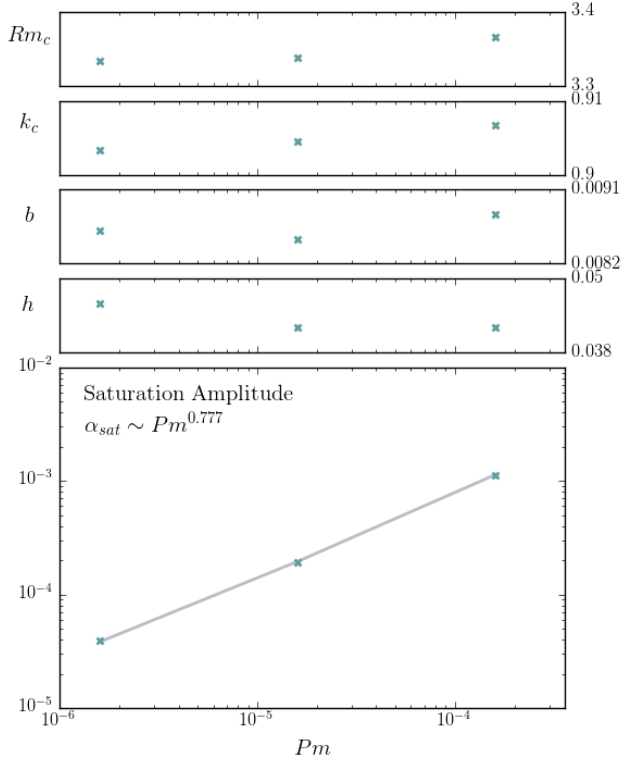 3.4
Rm_c
3.3
0.91
k_c
0.9
0.0091
b
0.0082
0.05
h
0.038
10^{-2}
Saturation Amplitude
α_{sat} ∼ Pm^{0.777}
10^{-3}
10^{-4}
10^{-5}
10^{-6} 10^{-5} 10^{-4}
Pm